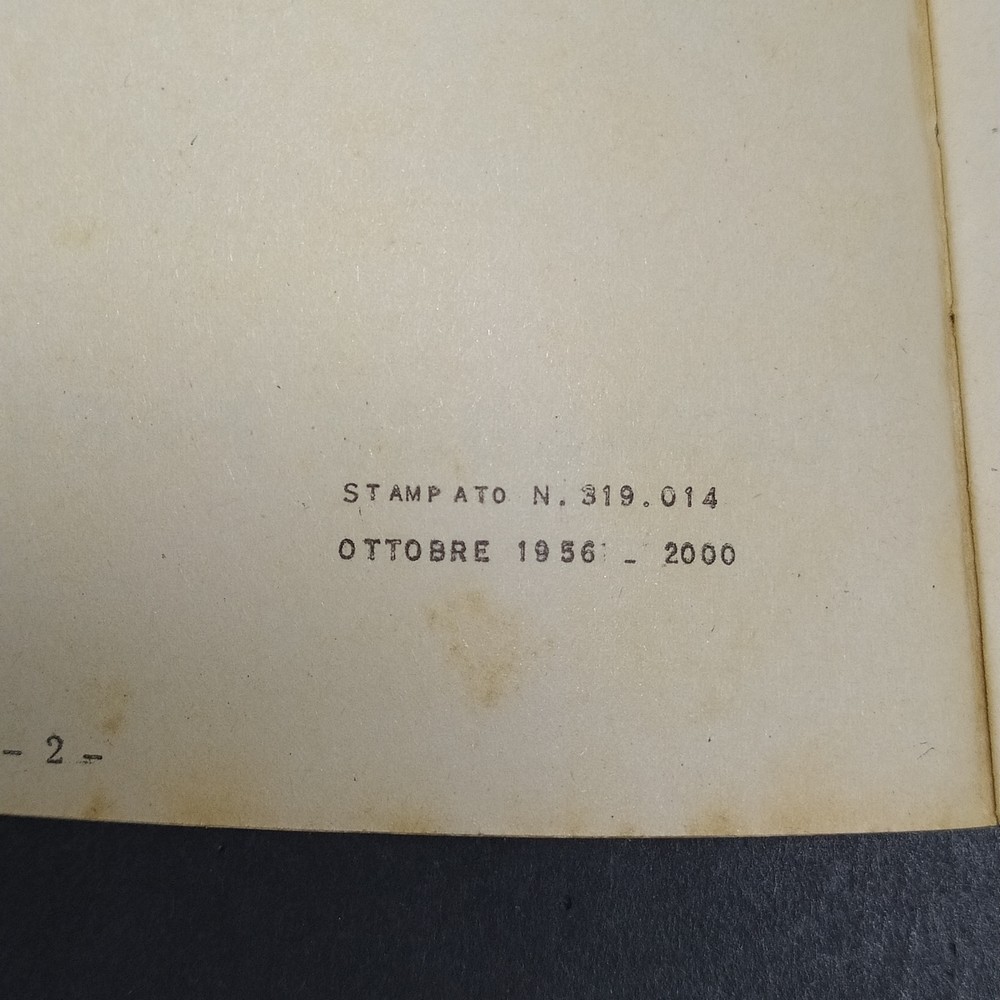 STAMPATO N. 319.014
OTTOBRE 1956 - 2000
- 2 -